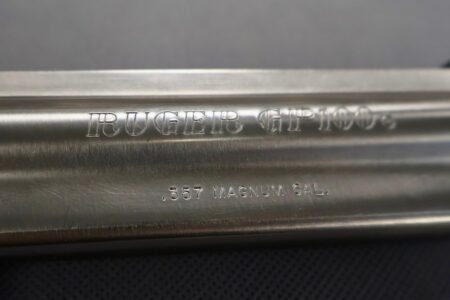 RUGER GP100®
.357 MAGNUM CAL.